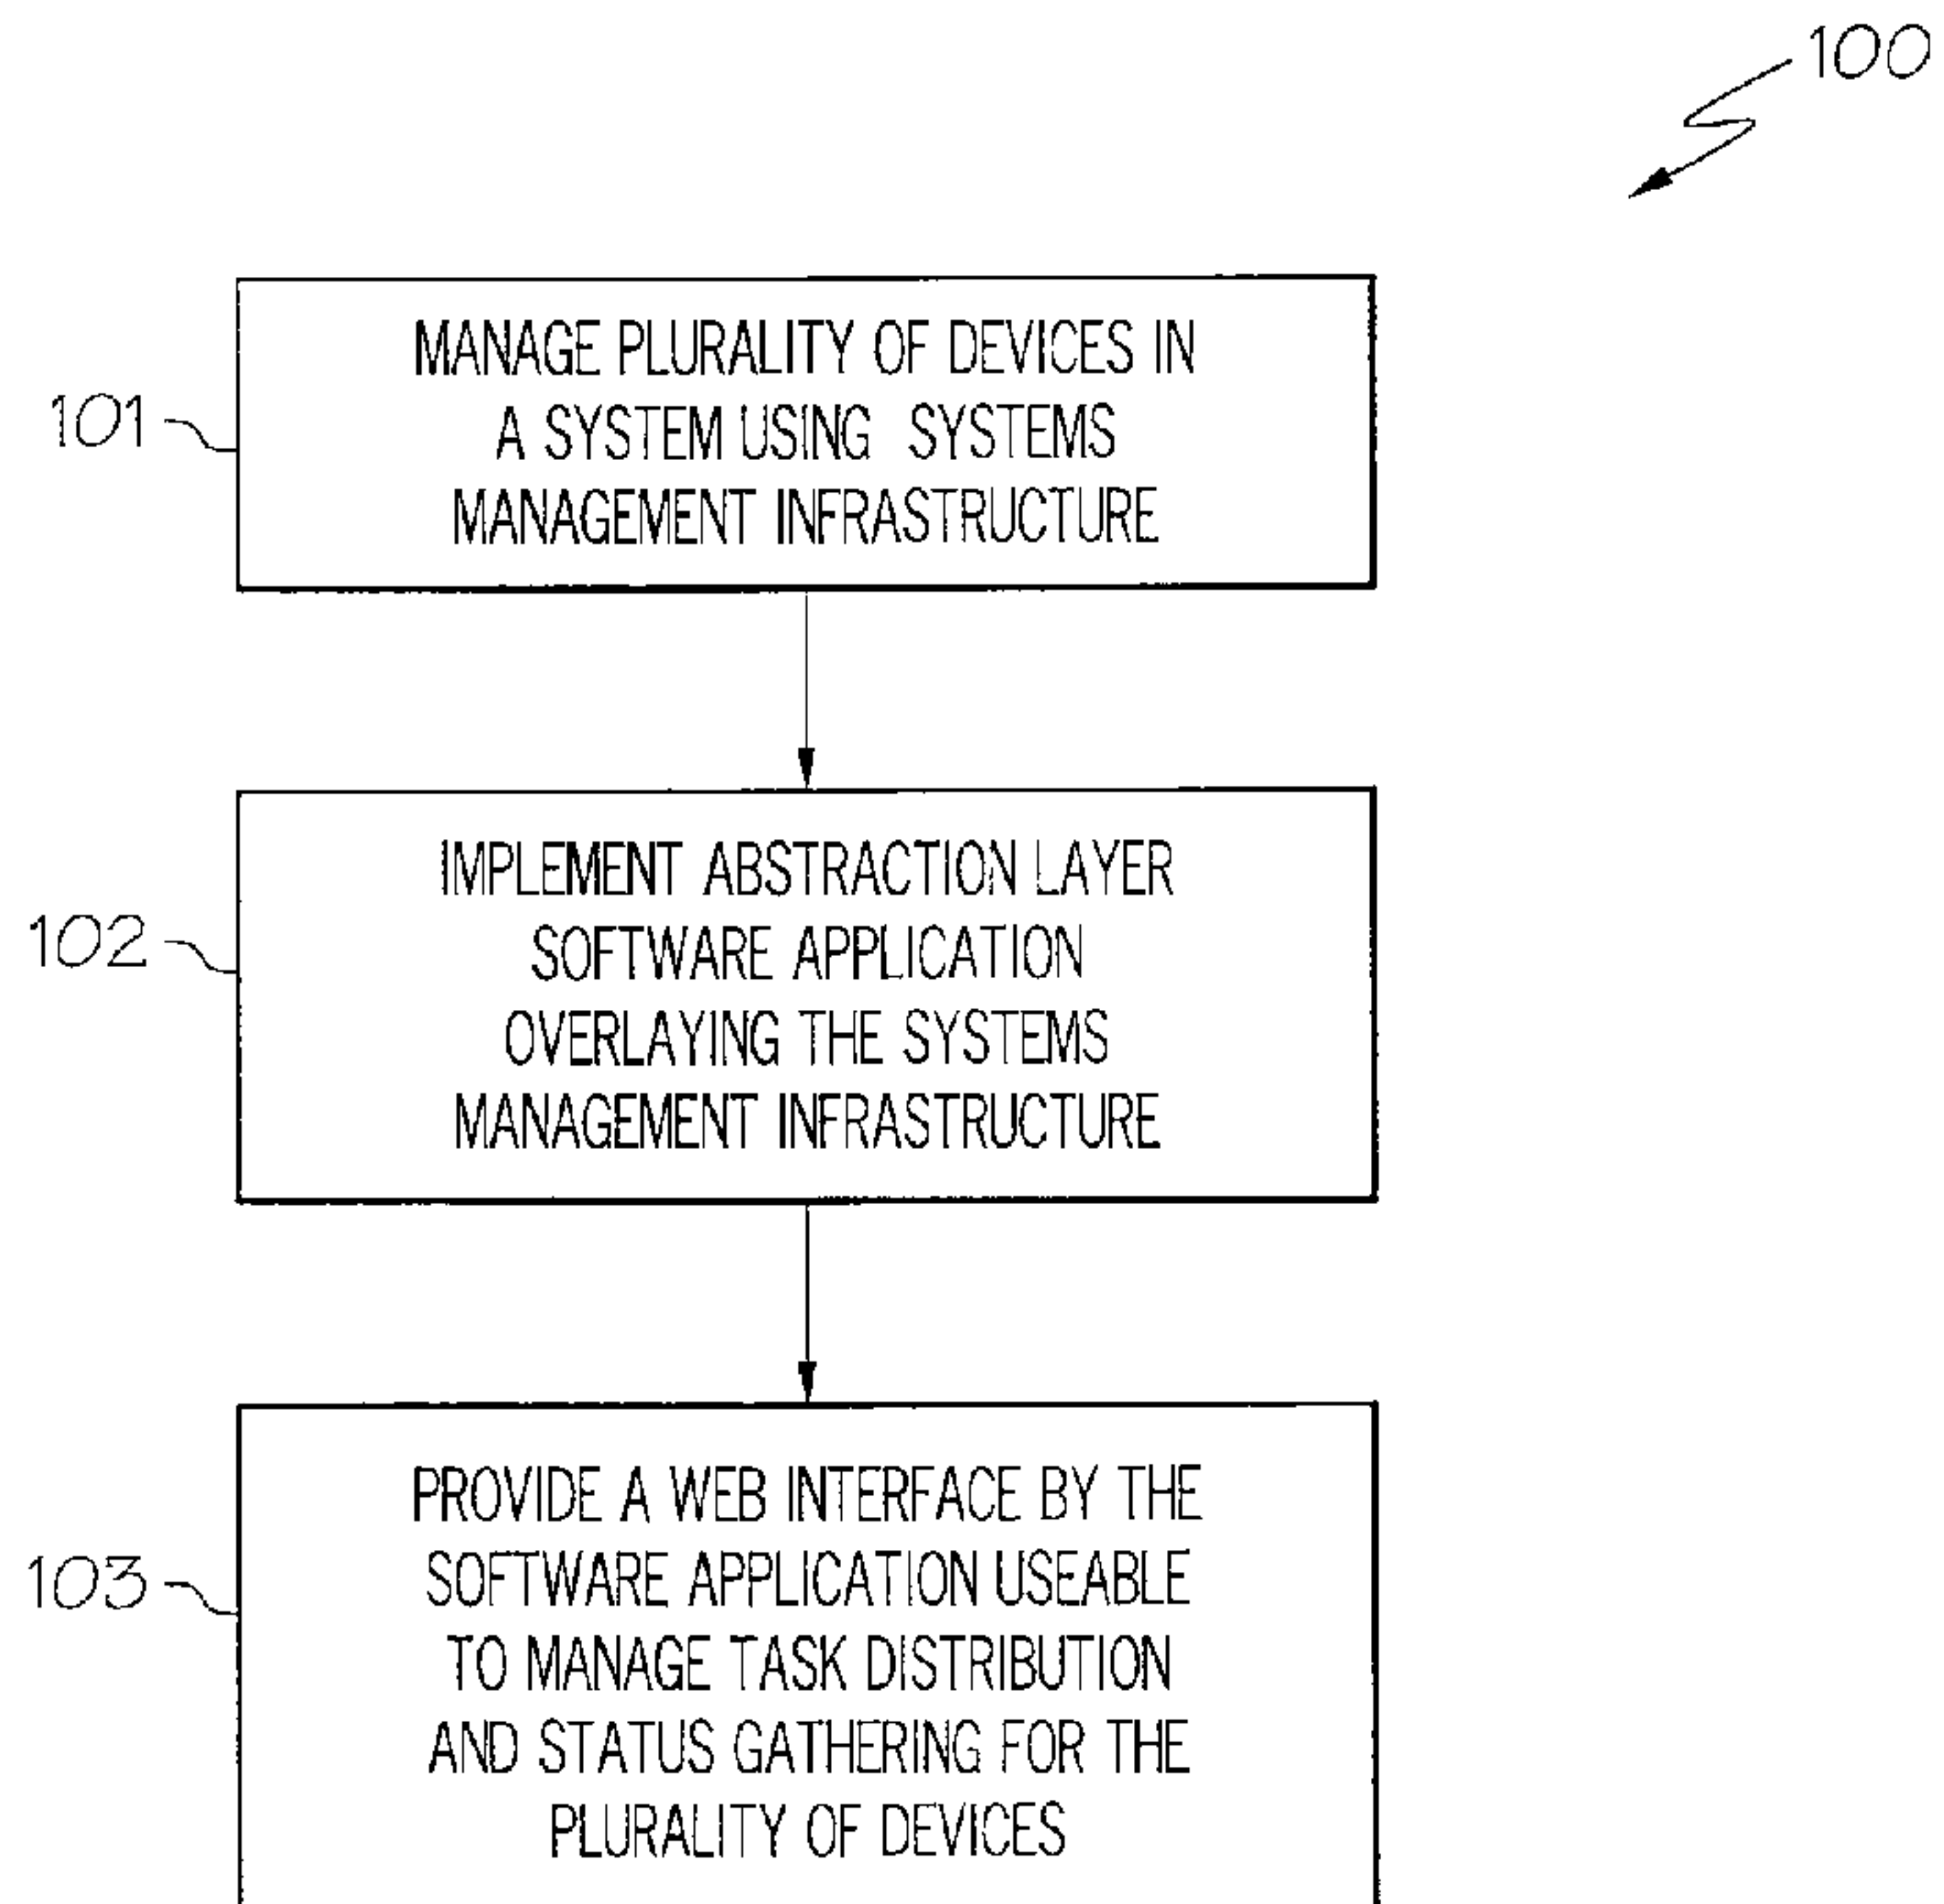 100
101
MANAGE PLURALITY OF DEVICES IN
A SYSTEM USING SYSTEMS
MANAGEMENT INFRASTRUCTURE
102
IMPLEMENT ABSTRACTION LAYER
SOFTWARE APPLICATION
OVERLAYING THE SYSTEMS
MANAGEMENT INFRASTRUCTURE
103
PROVIDE A WEB INTERFACE BY THE
SOFTWARE APPLICATION USEABLE
TO MANAGE TASK DISTRIBUTION
AND STATUS GATHERING FOR THE
PLURALITY OF DEVICES